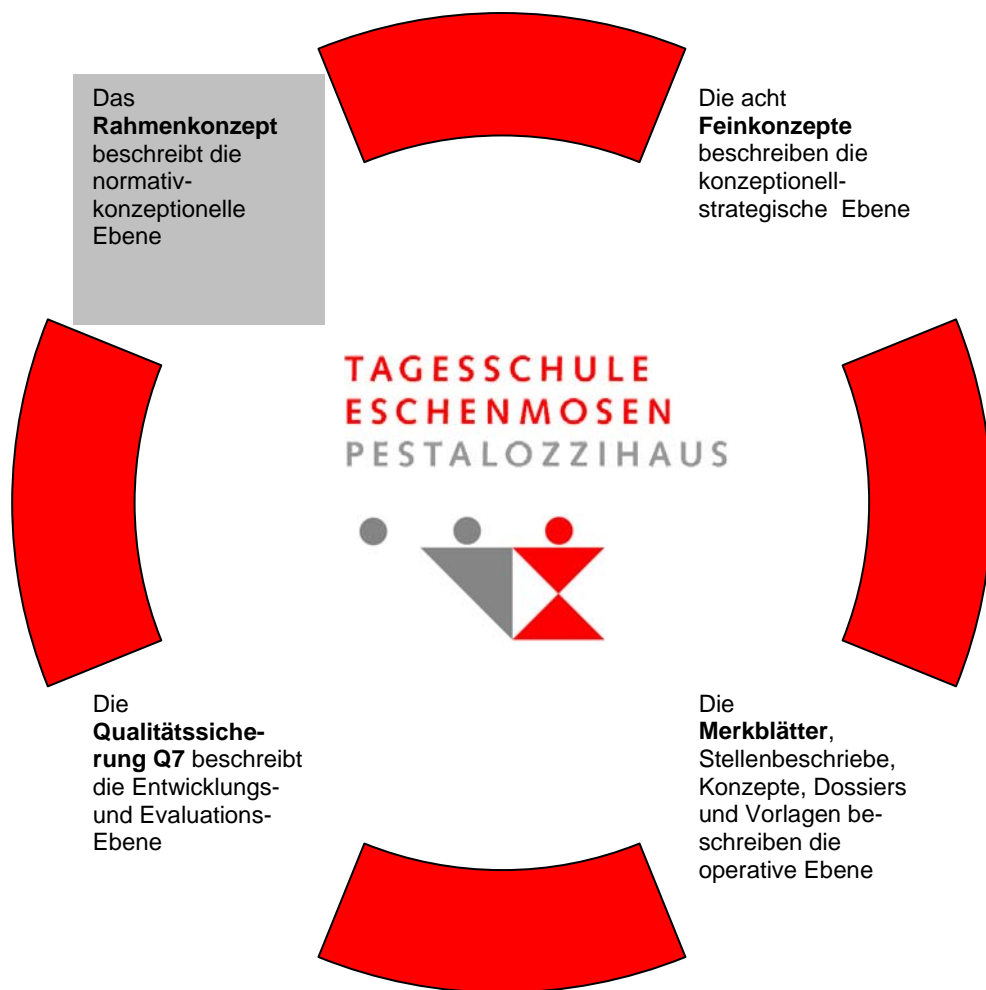 Das
Rahmenkonzept
beschreibt die
normativ-
konzeptionelle
Ebene
Die acht
Feinkonzepte
beschreiben die
konzeptionell-
strategische Ebene
TAGESSCHULE
ESCHENMOSEN
PESTALOZZIHAUS
Die
Qualitätssiche-
rung Q7 beschreibt
die Entwicklungs-
und Evaluations-
Ebene
Die
Merkblätter,
Stellenbeschriebe,
Konzepte, Dossiers
und Vorlagen be-
schreiben die
operative Ebene